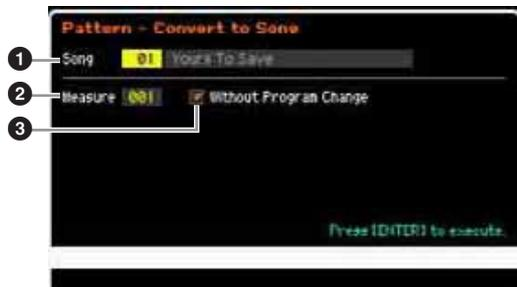 Pattern - Convert to Song
1 Song 01 Yours To Save
2 Measure 001 Without Program Change
3
Press [ENTER] to execute.